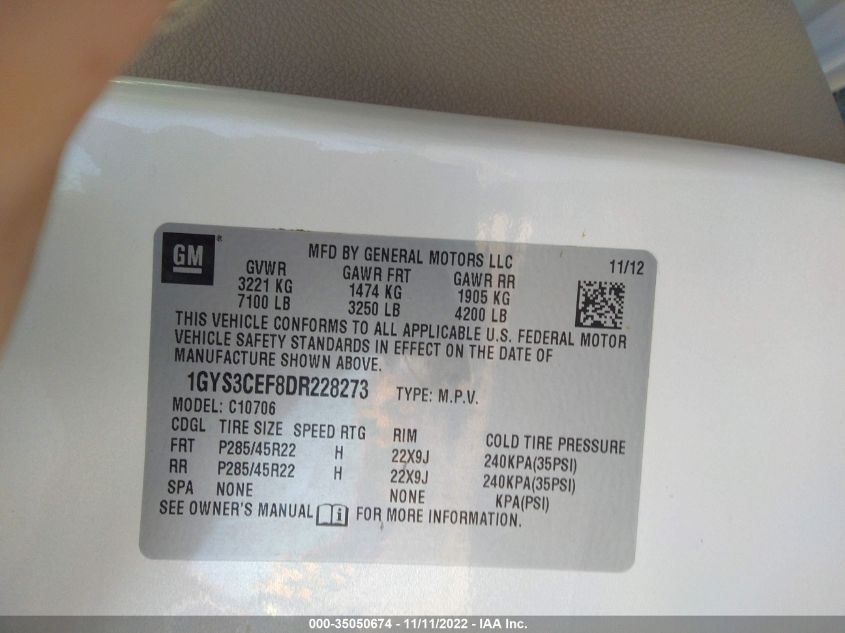 GM ®
MFD BY GENERAL MOTORS LLC 11/12
GVWR GAWR FRT GAWR RR
3221 KG 1474 KG 1905 KG
7100 LB 3250 LB 4200 LB
THIS VEHICLE CONFORMS TO ALL APPLICABLE U.S. FEDERAL MOTOR
VEHICLE SAFETY STANDARDS IN EFFECT ON THE DATE OF
MANUFACTURE SHOWN ABOVE.
1GYS3CEF8DR228273 TYPE: M.P.V.
MODEL: C10706
CDGL TIRE SIZE SPEED RTG RIM COLD TIRE PRESSURE
FRT P285/45R22 H 22X9J 240KPA(35PSI)
RR P285/45R22 H 22X9J 240KPA(35PSI)
SPA NONE NONE KPA(PSI)
SEE OWNER'S MANUAL i FOR MORE INFORMATION.
000-35050674 - 11/11/2022 - IAA Inc.